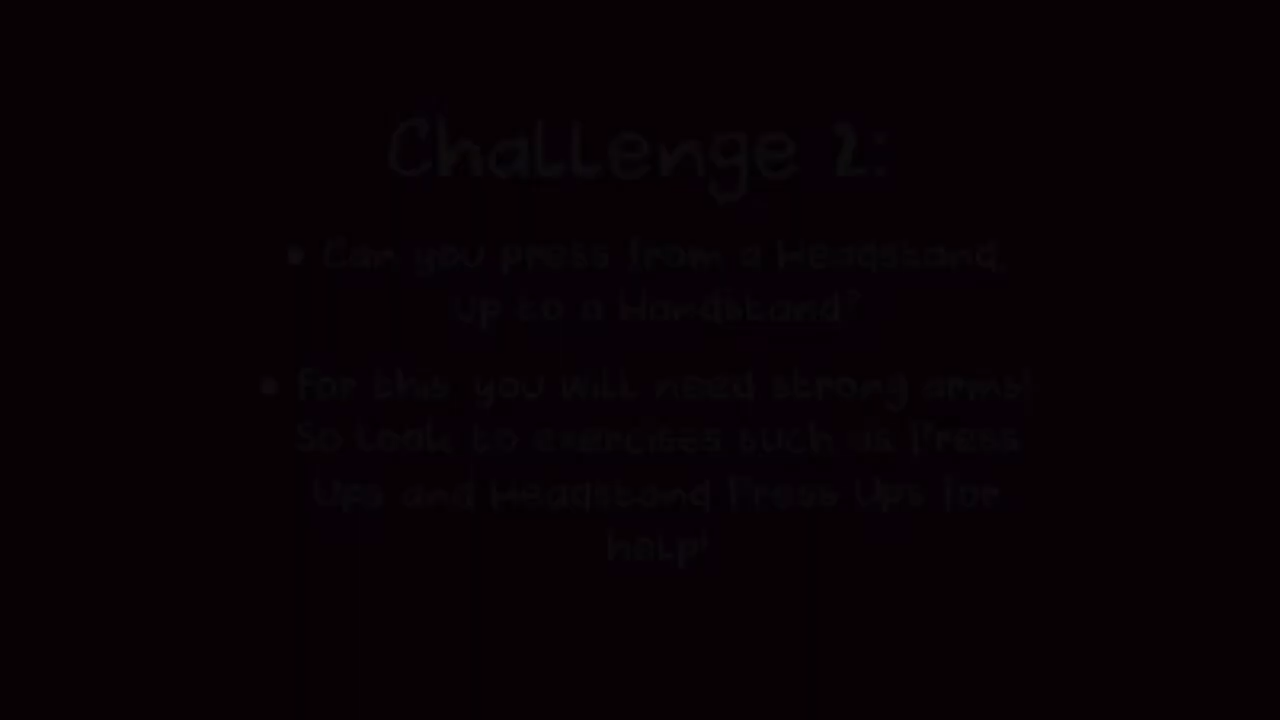 Challenge 2:
• Can you press from a Headstand,
up to a Handstand?
• For this, you will need strong arms!
So look to exercises such as Press
Ups and Headstand Press Ups for
help!